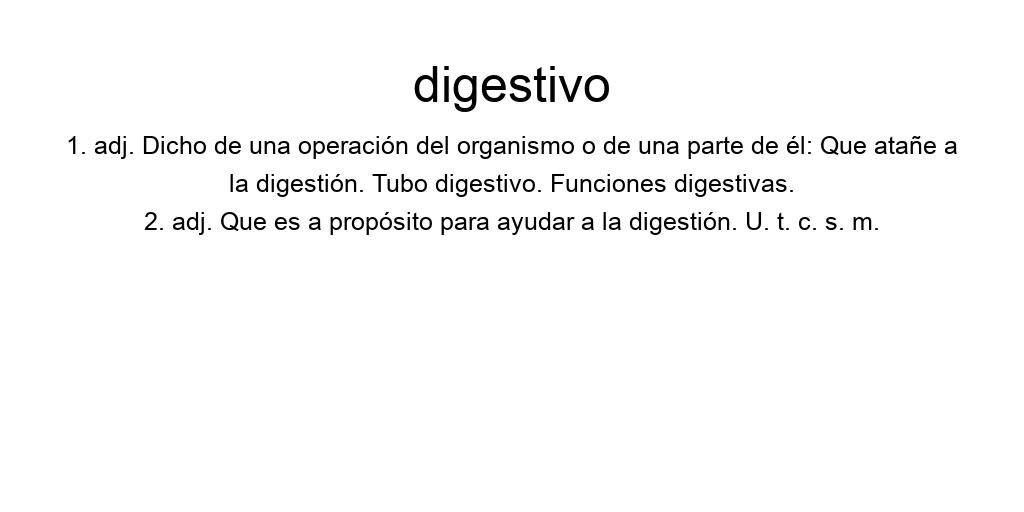 digestivo
1. adj. Dicho de una operación del organismo o de una parte de él: Que atañe a
la digestión. Tubo digestivo. Funciones digestivas.
2. adj. Que es a propósito para ayudar a la digestión. U. t. c. s. m.